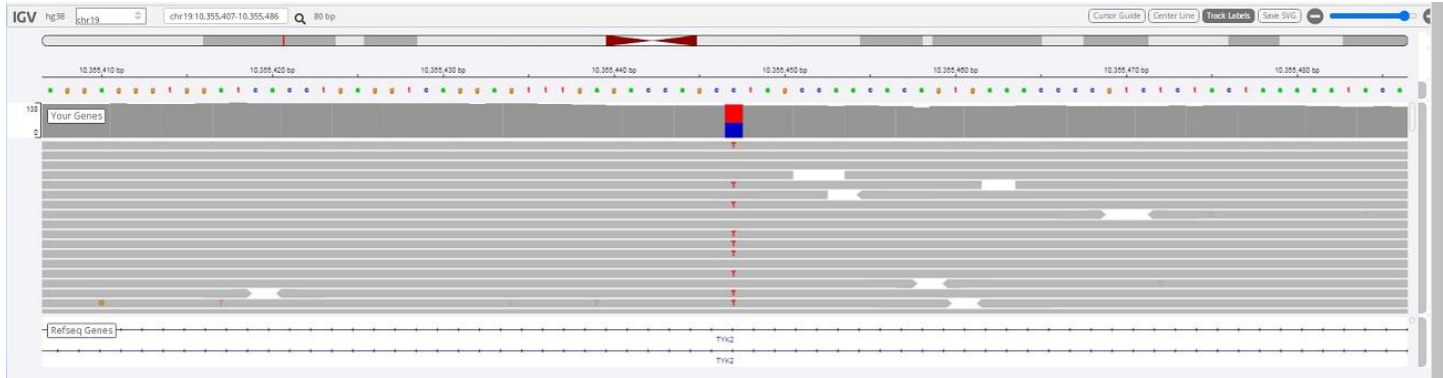 IGV hg38 chr19 chr19:10,355,407-10,355,486 80 bp Cursor Guide Center Line Track Labels Save SVG
10,355,410 bp 10,355,420 bp 10,355,430 bp 10,355,440 bp 10,355,450 bp 10,355,460 bp 10,355,470 bp 10,355,480 bp
a g g a g g g t g g a t c a c c t g a g g t c a g g a g t t t g a g a c c a g c c t a g c c a a c a c a g t g a a a c c c c g t c t c t a c t a a a a a t a c a
130
Your Genes
0
T
T
T
T
T
T
T
T
G T T T
Refseq Genes
TYK2
TYK2